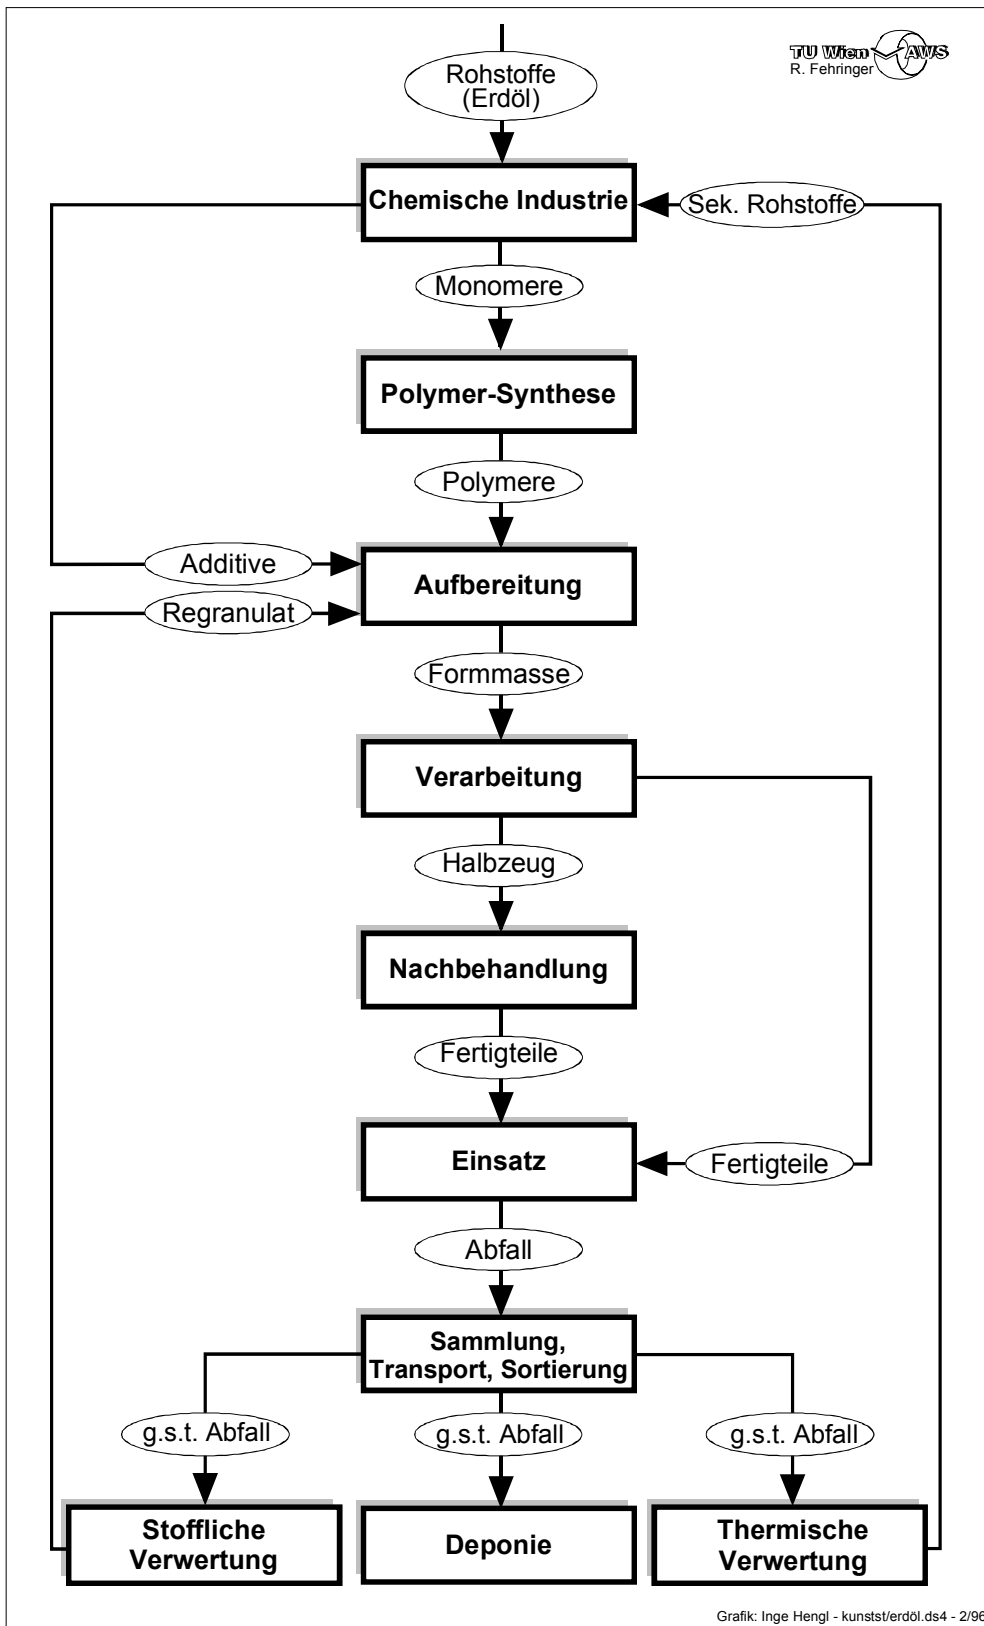 TU Wien AWS
R. Fehringer
Rohstoffe
(Erdöl)
Chemische Industrie
Sek. Rohstoffe
Monomere
Polymer-Synthese
Polymere
Additive
Aufbereitung
Regranulat
Formmasse
Verarbeitung
Halbzeug
Nachbehandlung
Fertigteile
Einsatz
Fertigteile
Abfall
Sammlung,
Transport, Sortierung
g.s.t. Abfall
g.s.t. Abfall
g.s.t. Abfall
Stoffliche
Verwertung
Deponie
Thermische
Verwertung
Grafik: Inge Hengl - kunstst/erdöl.ds4 - 2/96